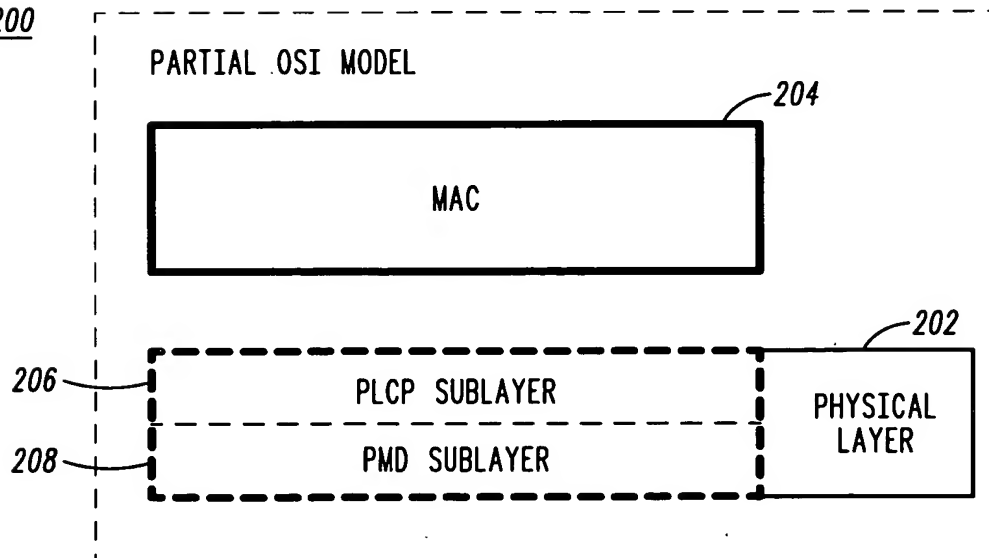 200
PARTIAL OSI MODEL
204
MAC
202
206
PLCP SUBLAYER
PHYSICAL
LAYER
208
PMD SUBLAYER